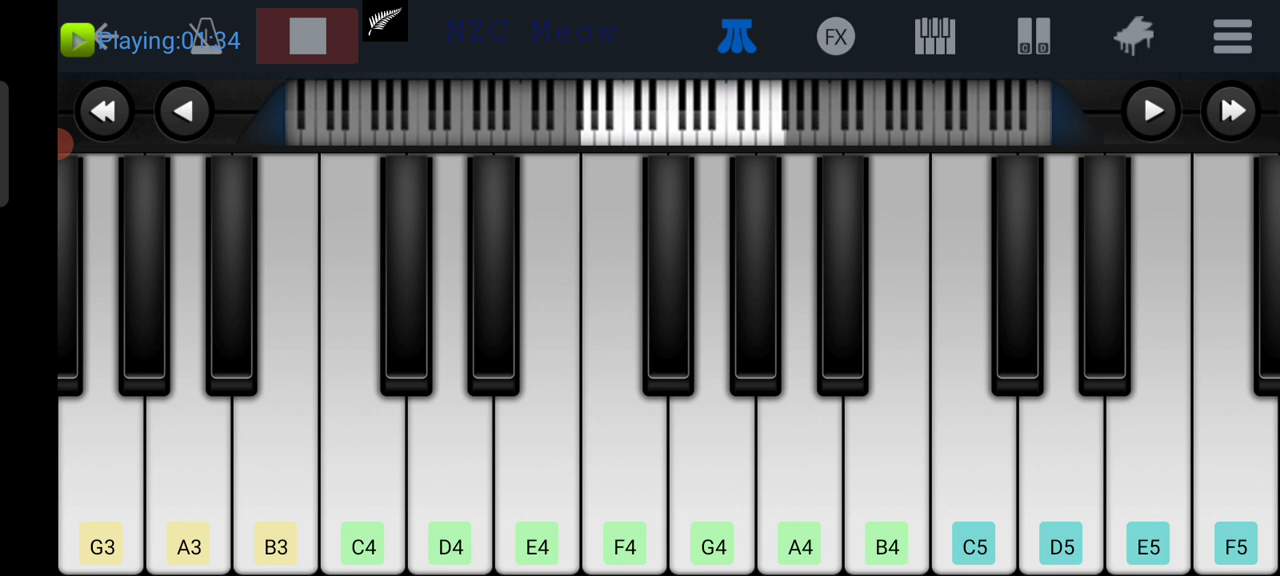 Playing:01:34
NZC Meow
FX
C D
G3 A3 B3 C4 D4 E4 F4 G4 A4 B4 C5 D5 E5 F5